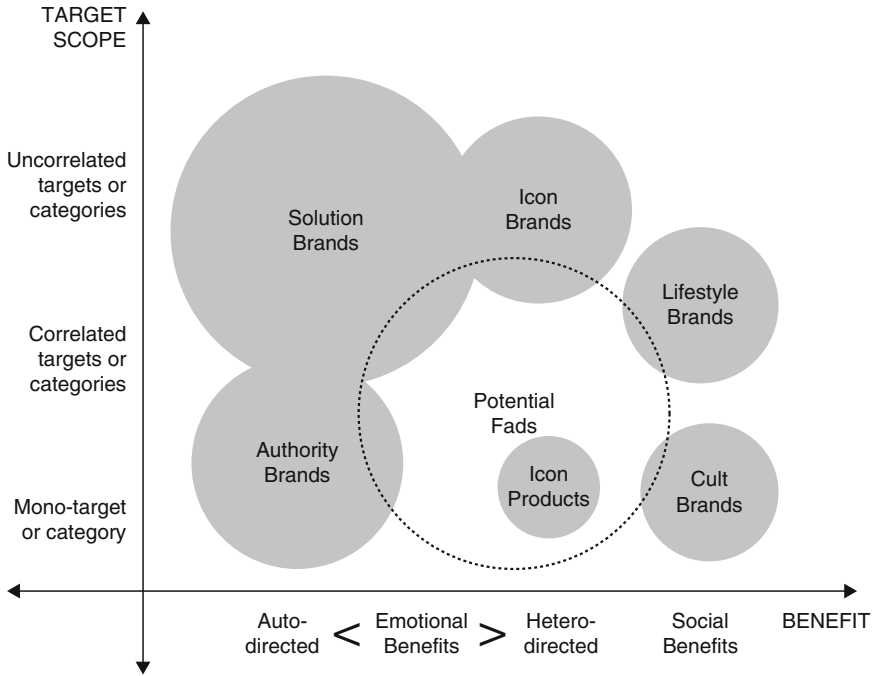 TARGET
SCOPE
Uncorrelated
targets or
categories
Solution
Brands
Icon
Brands
Lifestyle
Brands
Correlated
targets or
categories
Potential
Fads
Authority
Brands
Icon
Products
Cult
Brands
Mono-target
or category
Auto-
directed
<
Emotional
Benefits
>
Hetero-
directed
Social
Benefits
BENEFIT